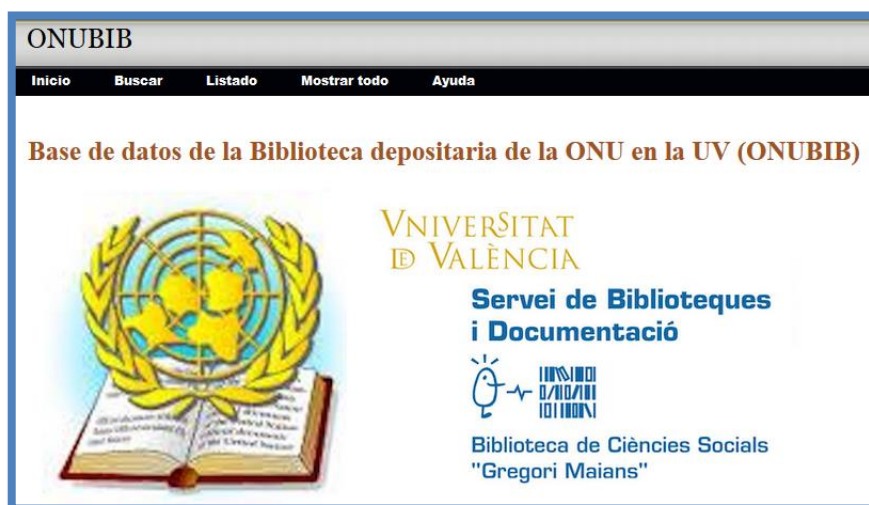 ONUBIB
Inicio Buscar Listado Mostrar todo Ayuda
Base de datos de la Biblioteca depositaria de la ONU en la UV (ONUBIB)
VNIVERSITAT
DE VALÈNCIA
Servei de Biblioteques
i Documentació
Biblioteca de Ciències Socials
"Gregori Maians"